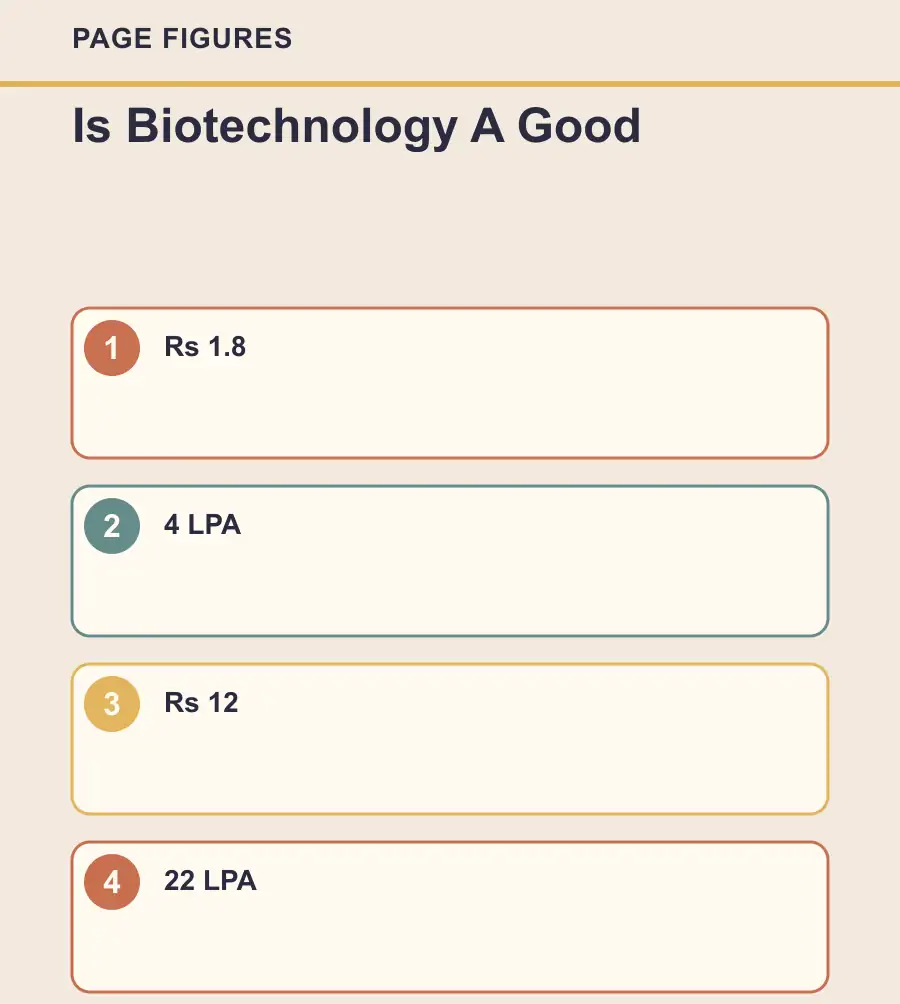 PAGE FIGURES
Is Biotechnology A Good
1
Rs 1.8
2
4 LPA
3
Rs 12
4
22 LPA